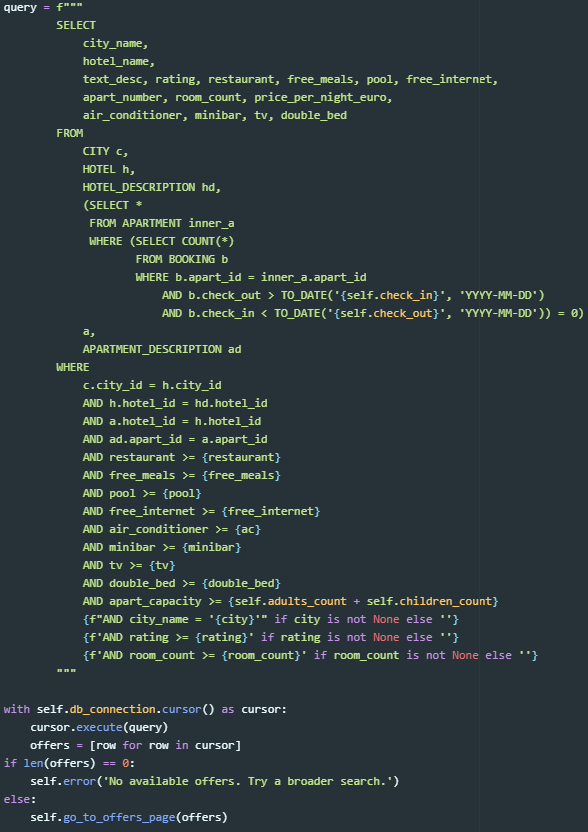 query = f"""
        SELECT
            city_name,
            hotel_name,
            text_desc, rating, restaurant, free_meals, pool, free_internet,
            apart_number, room_count, price_per_night_euro,
            air_conditioner, minibar, tv, double_bed
        FROM
            CITY c,
            HOTEL h,
            HOTEL_DESCRIPTION hd,
            (SELECT *
             FROM APARTMENT inner_a
             WHERE (SELECT COUNT(*)
                    FROM BOOKING b
                    WHERE b.apart_id = inner_a.apart_id
                        AND b.check_out > TO_DATE('{self.check_in}', 'YYYY-MM-DD')
                        AND b.check_in < TO_DATE('{self.check_out}', 'YYYY-MM-DD')) = 0)
            a,
            APARTMENT_DESCRIPTION ad
        WHERE
            c.city_id = h.city_id
            AND h.hotel_id = hd.hotel_id
            AND a.hotel_id = h.hotel_id
            AND ad.apart_id = a.apart_id
            AND restaurant >= {restaurant}
            AND free_meals >= {free_meals}
            AND pool >= {pool}
            AND free_internet >= {free_internet}
            AND air_conditioner >= {ac}
            AND minibar >= {minibar}
            AND tv >= {tv}
            AND double_bed >= {double_bed}
            AND apart_capacity >= {self.adults_count + self.children_count}
            {f"AND city_name = '{city}'" if city is not None else ''}
            {f'AND rating >= {rating}' if rating is not None else ''}
            {f'AND room_count >= {room_count}' if room_count is not None else ''}
        """

with self.db_connection.cursor() as cursor:
    cursor.execute(query)
    offers = [row for row in cursor]
if len(offers) == 0:
    self.error('No available offers. Try a broader search.')
else:
    self.go_to_offers_page(offers)